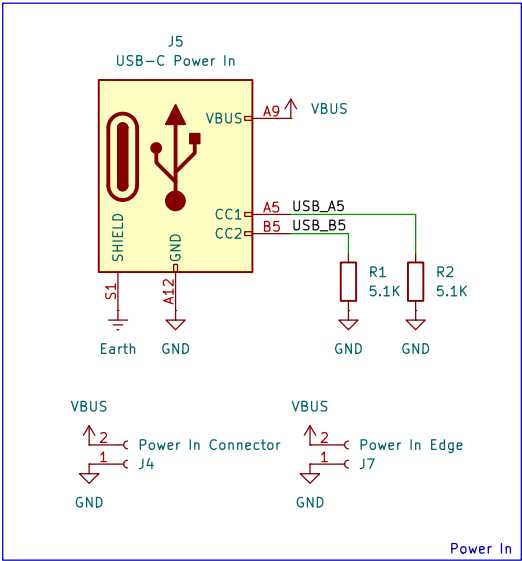 J5
USB-C Power In
VBUS
A9
VBUS
CC1
A5
USB_A5
CC2
B5
USB_B5
SHIELD
GND
S1
A12
R1
5.1K
R2
5.1K
Earth
GND
GND
GND
VBUS
2
Power In Connector
1
J4
GND
VBUS
2
Power In Edge
1
J7
GND
Power In